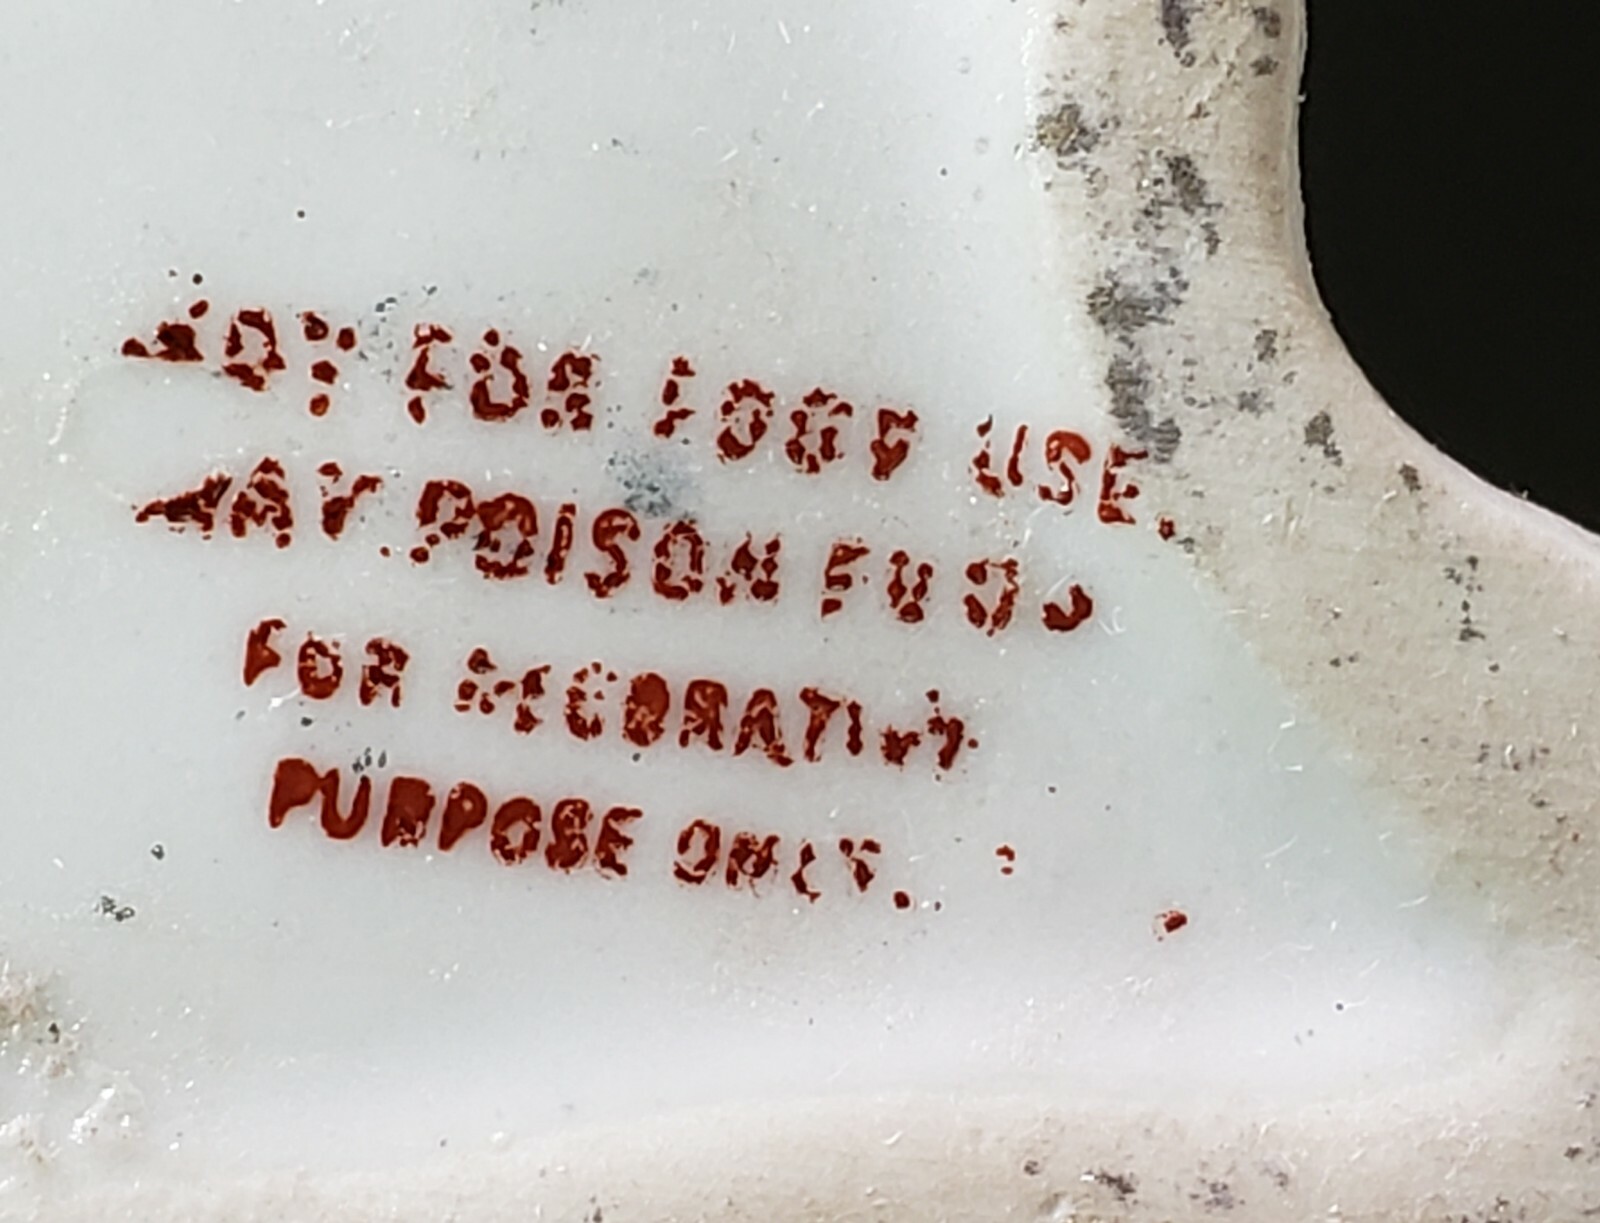 NOT FOR FOOD USE.
MAY POISON FOOD
FOR DECORATIVE
PURPOSE ONLY.